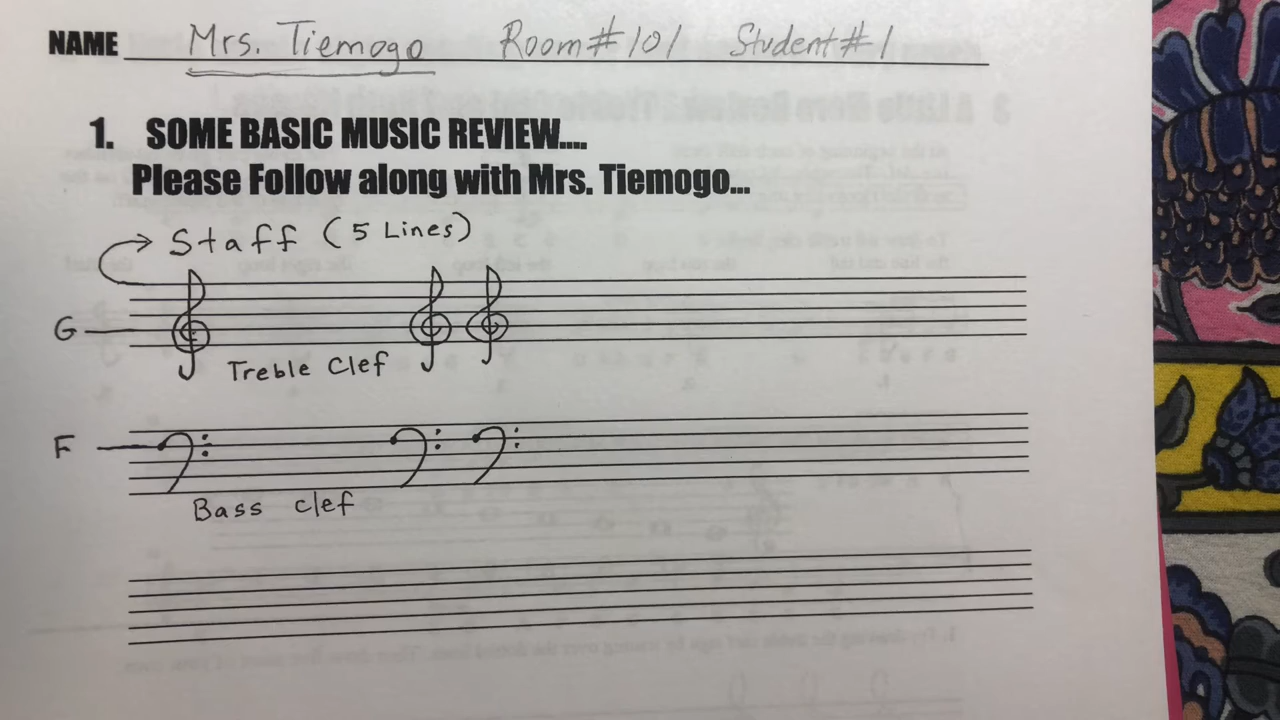 NAME Mrs. Tiemogo Room# 101 Student# 1
1. SOME BASIC MUSIC REVIEW....
Please Follow along with Mrs. Tiemogo...
Staff (5 Lines)
G
Treble Clef
F
Bass clef